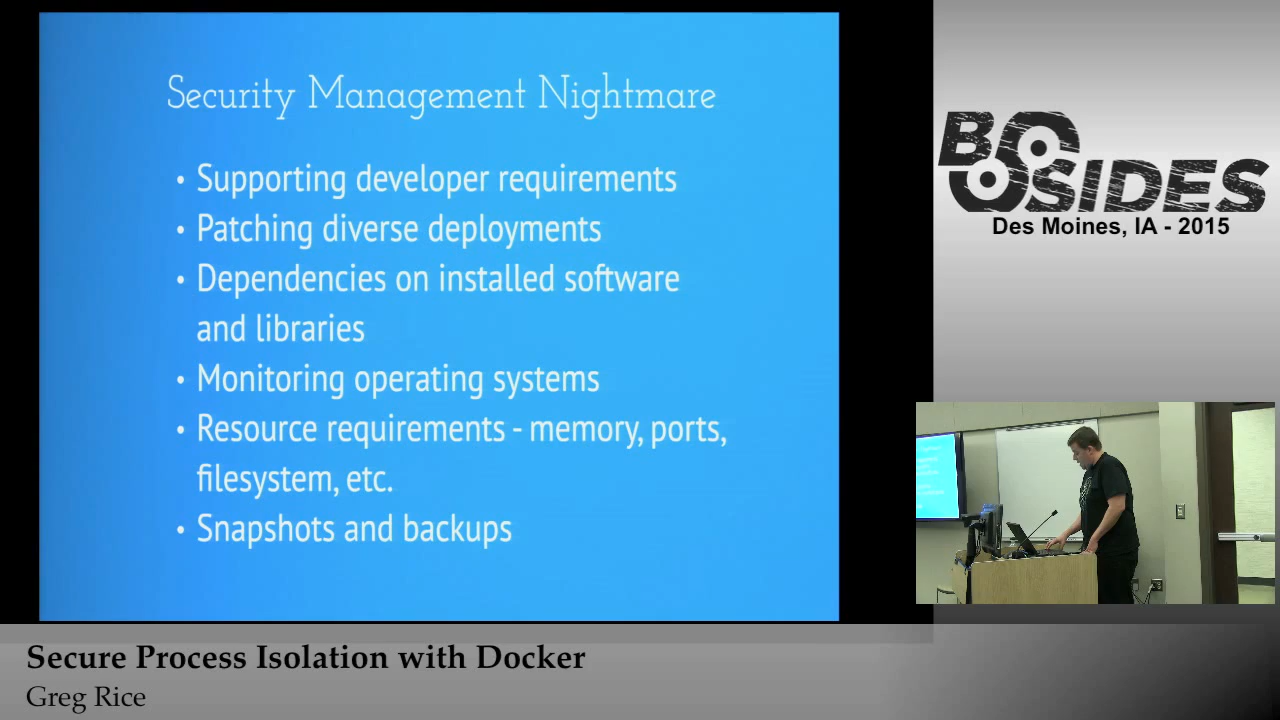 Security Management Nightmare
• Supporting developer requirements
• Patching diverse deployments
• Dependencies on installed software
and libraries
• Monitoring operating systems
• Resource requirements - memory, ports,
filesystem, etc.
• Snapshots and backups
BSIDES
Des Moines, IA - 2015
Secure Process Isolation with Docker
Greg Rice